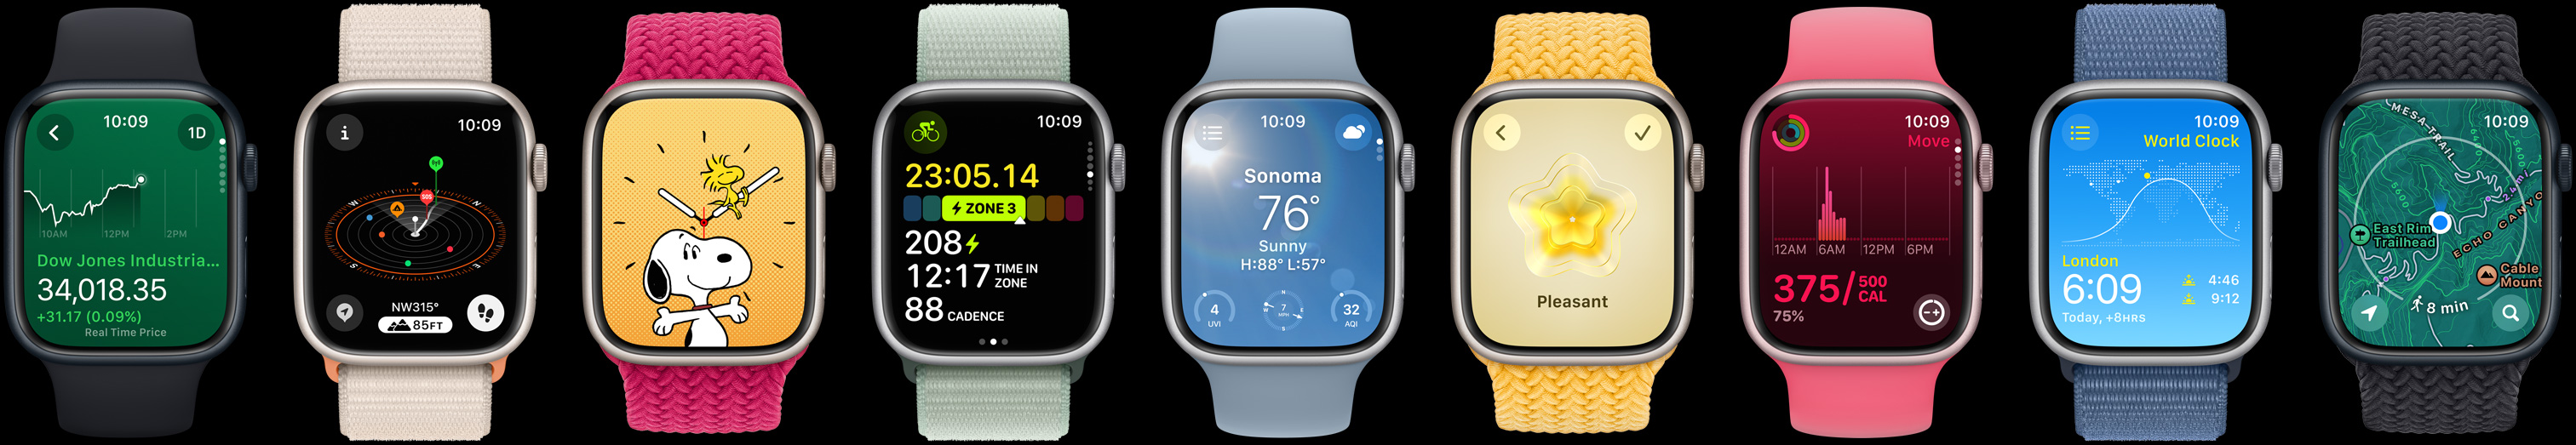 10:09
1D
10AM 12PM 2PM
Dow Jones Industria...
34,018.35
+31.17 (0.09%)
Real Time Price
i
10:09
SOS
N
E
S
NW315°
85FT
10:09
23:05.14
ZONE 3
208
12:17 TIME IN ZONE
88 CADENCE
10:09
Sonoma
76°
Sunny
H:88° L:57°
4
UVI
N
W 7 E
MPH
S
32
AQI
Pleasant
10:09
Move
12AM 6AM 12PM 6PM
375/500 CAL
75%
10:09
World Clock
London
6:09
4:46
9:12
Today, +8HRS
10:09
MESA TRAIL
5600
East Rim
Trailhead
ECHO CANYO
Cable
Mount
8 min